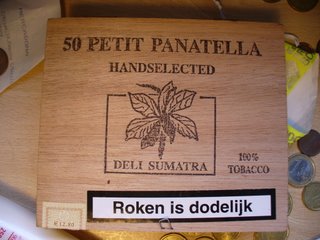 50 PETIT PANATELLA
HANDSELECTED
DELI SUMATRA
100%
TOBACCO
Roken is dodelijk